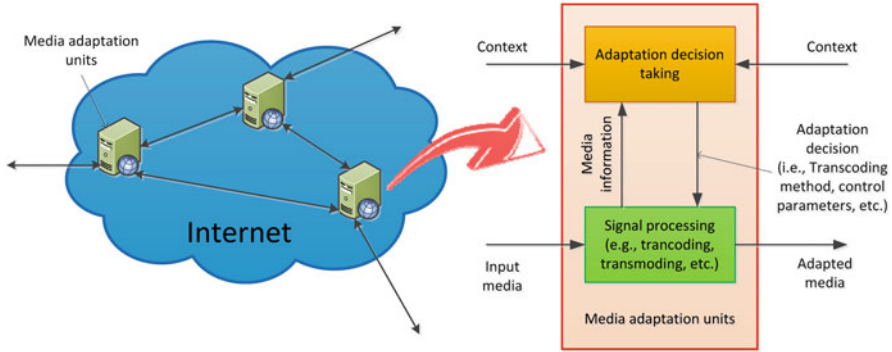 Media adaptation
units
Internet
Context
Adaptation decision
taking
Context
Media
information
Adaptation
decision
(i.e., Transcoding
method, control
parameters, etc.)
Signal processing
(e.g., trancoding,
transmoding, etc.)
Input
media
Adapted
media
Media adaptation units